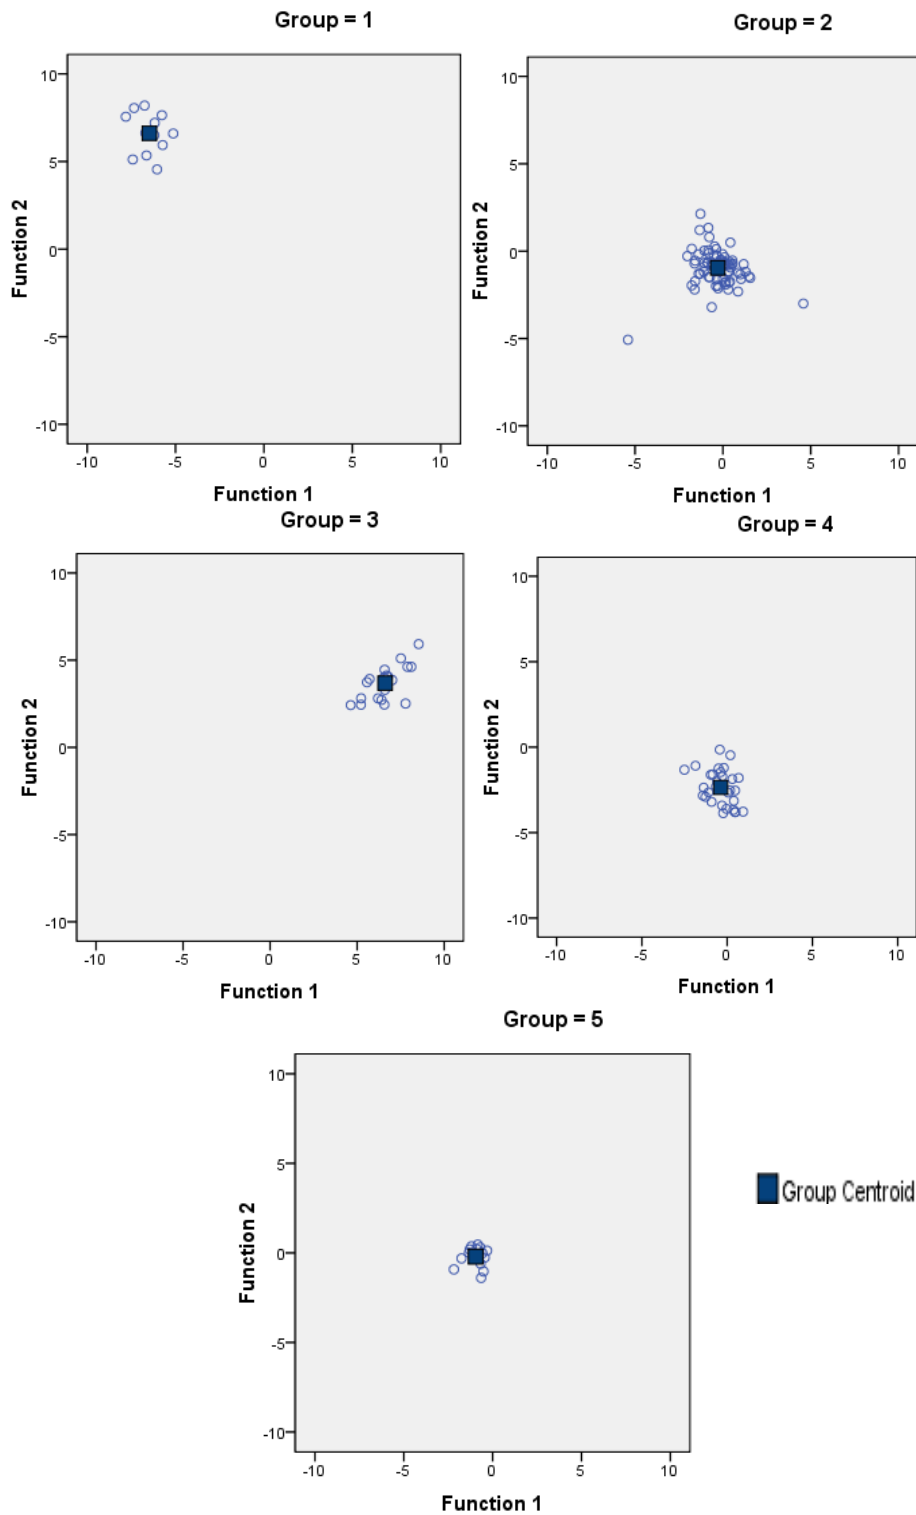 Group = 1
10
5
0
-5
-10
Function 2
-10 -5 0 5 10
Function 1
Group = 2
10
5
0
-5
-10
Function 2
-10 -5 0 5 10
Function 1
Group = 3
10
5
0
-5
-10
Function 2
-10 -5 0 5 10
Function 1
Group = 4
10
5
0
-5
-10
Function 2
-10 -5 0 5 10
Function 1
Group = 5
10
5
0
-5
-10
Function 2
-10 -5 0 5 10
Function 1
Group Centroid